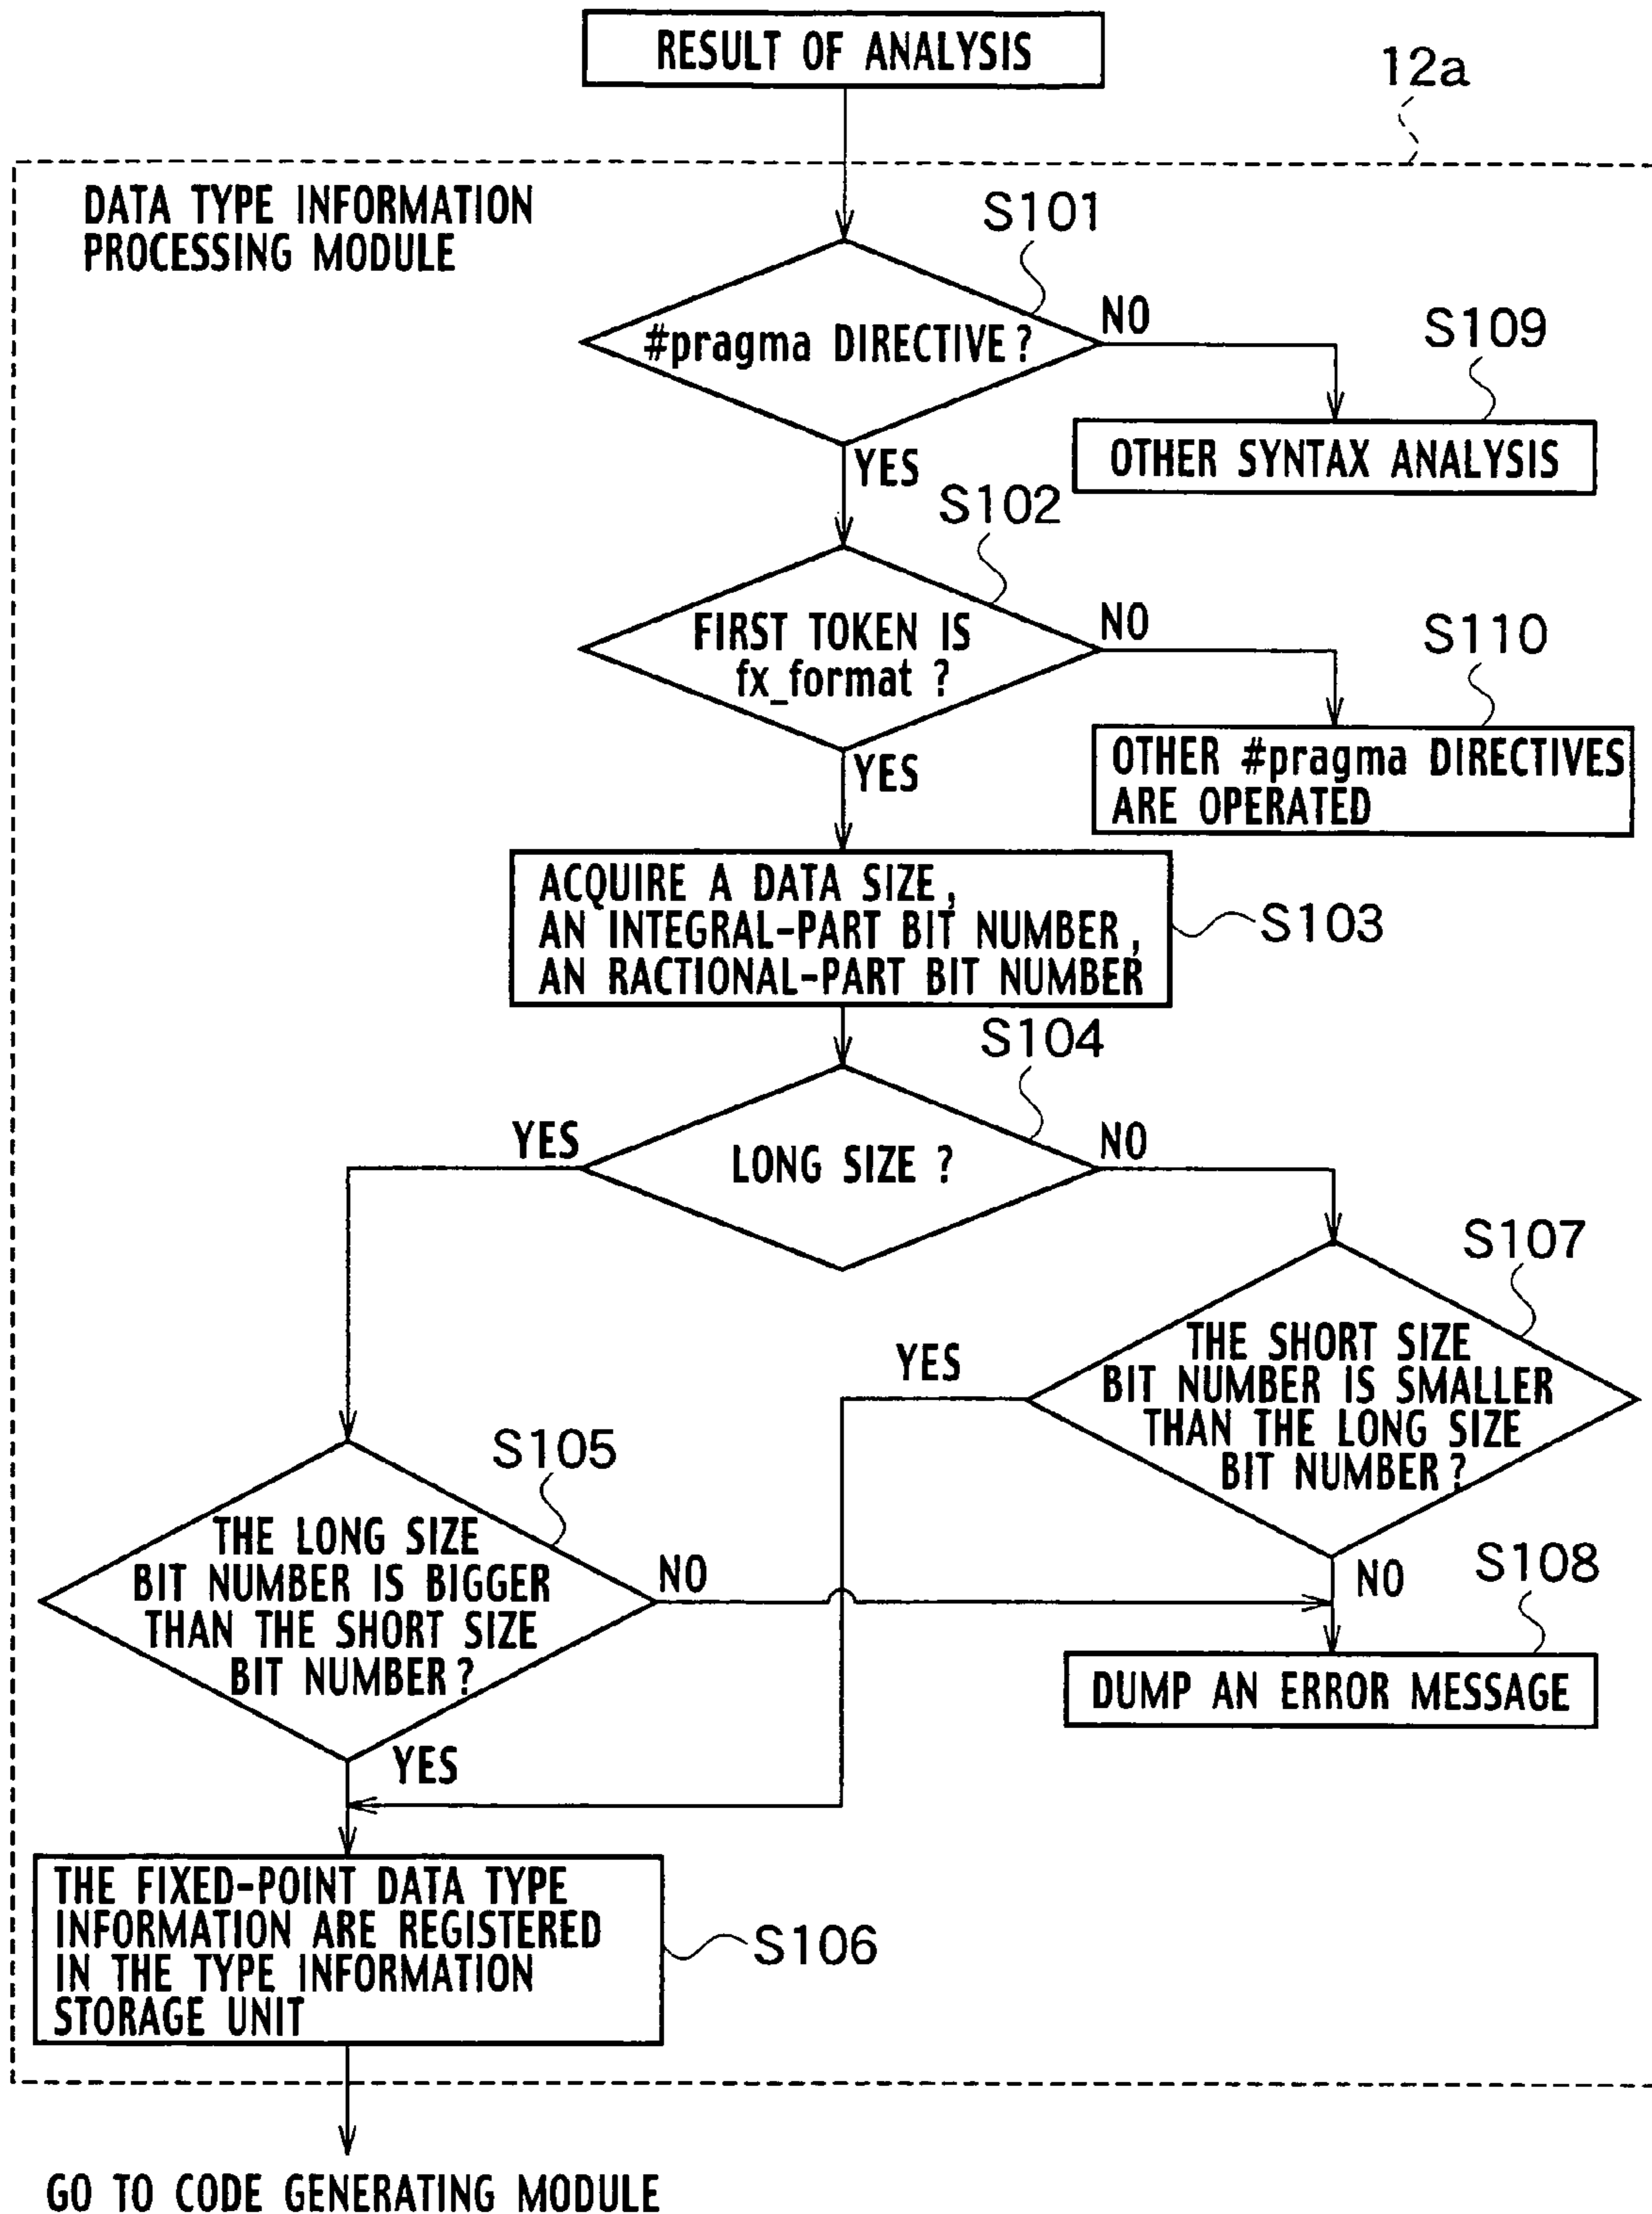 RESULT OF ANALYSIS
12a
DATA TYPE INFORMATION
PROCESSING MODULE
S101
#pragma DIRECTIVE ?
NO
S109
OTHER SYNTAX ANALYSIS
YES
S102
FIRST TOKEN IS
fx_format ?
NO
S110
OTHER #pragma DIRECTIVES
ARE OPERATED
YES
ACQUIRE A DATA SIZE,
AN INTEGRAL-PART BIT NUMBER,
AN RACTIONAL-PART BIT NUMBER
S103
S104
YES
LONG SIZE ?
NO
S107
THE SHORT SIZE
BIT NUMBER IS SMALLER
THAN THE LONG SIZE
BIT NUMBER ?
YES
S105
THE LONG SIZE
BIT NUMBER IS BIGGER
THAN THE SHORT SIZE
BIT NUMBER ?
NO
NO
S108
DUMP AN ERROR MESSAGE
YES
THE FIXED-POINT DATA TYPE
INFORMATION ARE REGISTERED
IN THE TYPE INFORMATION
STORAGE UNIT
S106
GO TO CODE GENERATING MODULE